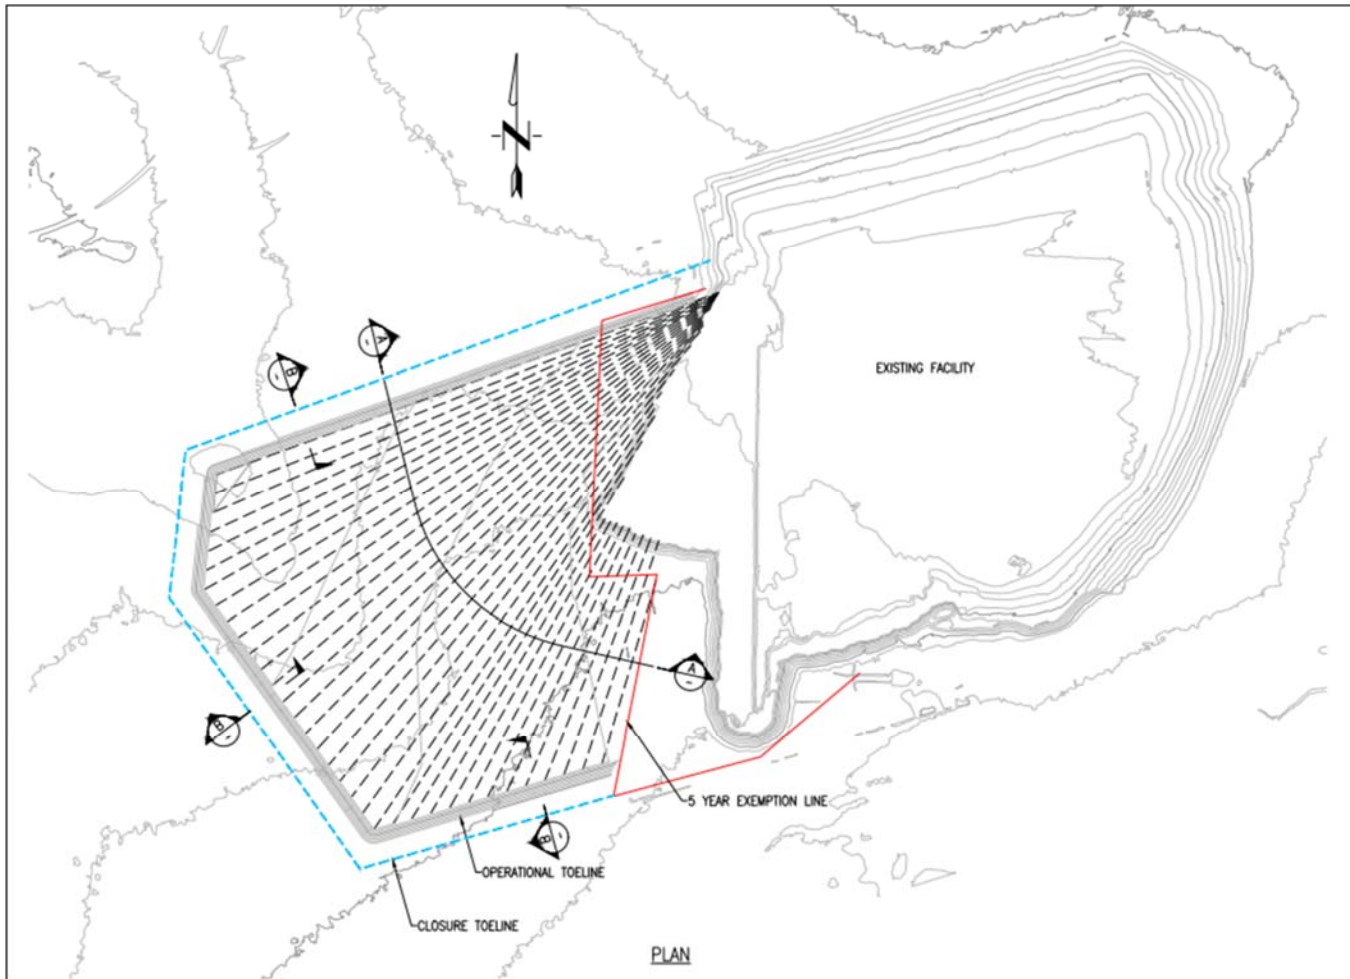 N
A
B
EXISTING FACILITY
A
B
5 YEAR EXEMPTION LINE
B
OPERATIONAL TOELINE
CLOSURE TOELINE
PLAN